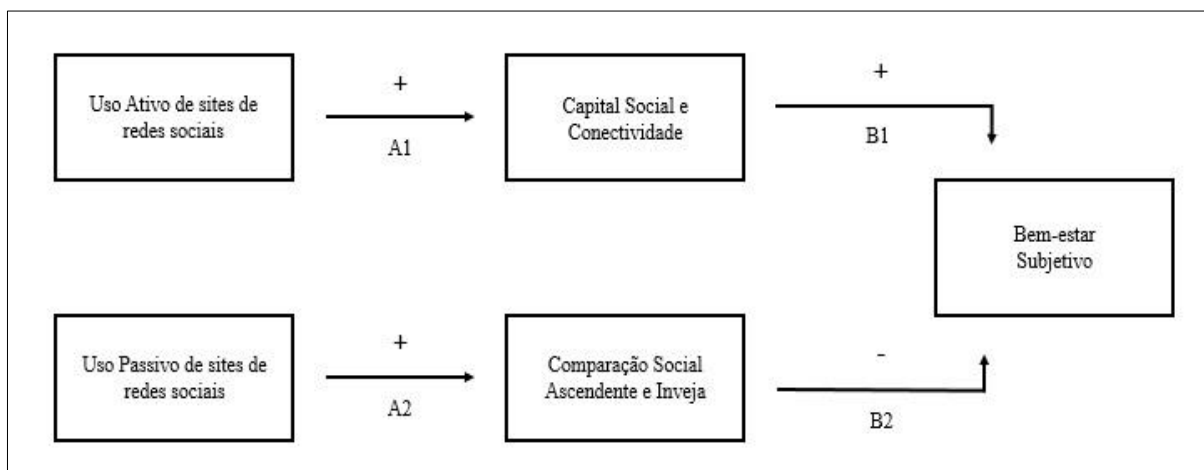 Uso Ativo de sites de
redes sociais
+
A1
Capital Social e
Conectividade
+
B1
Bem-estar
Subjetivo
Uso Passivo de sites de
redes sociais
+
A2
Comparação Social
Ascendente e Inveja
-
B2